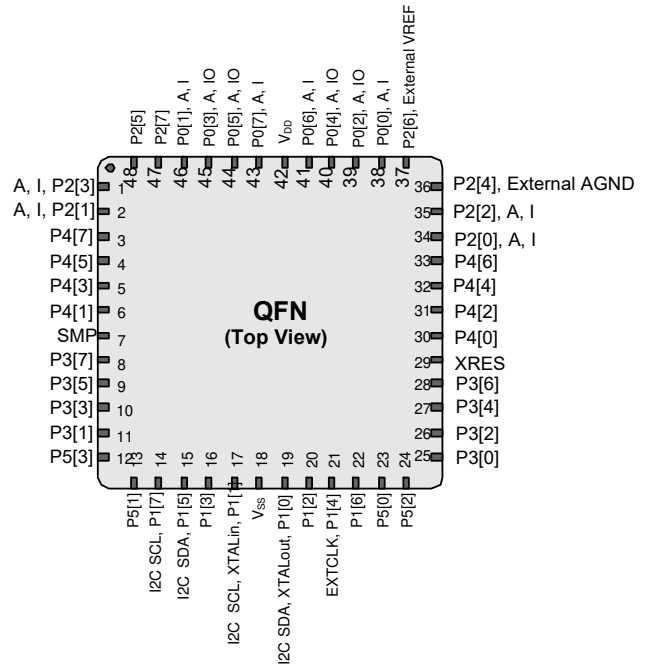 P2[5]
P2[7]
P0[1], A, I
P0[3], A, IO
P0[5], A, IO
P0[7], A, I
VDD
P0[6], A, I
P0[4], A, IO
P0[2], A, IO
P0[0], A, I
P2[6], External VREF
48
47
46
45
44
43
42
41
40
39
38
37
A, I, P2[3] 1
A, I, P2[1] 2
P4[7] 3
P4[5] 4
P4[3] 5
P4[1] 6
SMP 7
P3[7] 8
P3[5] 9
P3[3] 10
P3[1] 11
P5[3] 12
QFN
(Top View)
36 P2[4], External AGND
35 P2[2], A, I
34 P2[0], A, I
33 P4[6]
32 P4[4]
31 P4[2]
30 P4[0]
29 XRES
28 P3[6]
27 P3[4]
26 P3[2]
25 P3[0]
13
14
15
16
17
18
19
20
21
22
23
24
P5[1]
I2C SCL, P1[7]
I2C SDA, P1[5]
P1[3]
I2C SCL, XTALin, P1[1]
VSS
I2C SDA, XTALout, P1[0]
P1[2]
EXTCLK, P1[4]
P1[6]
P5[0]
P5[2]